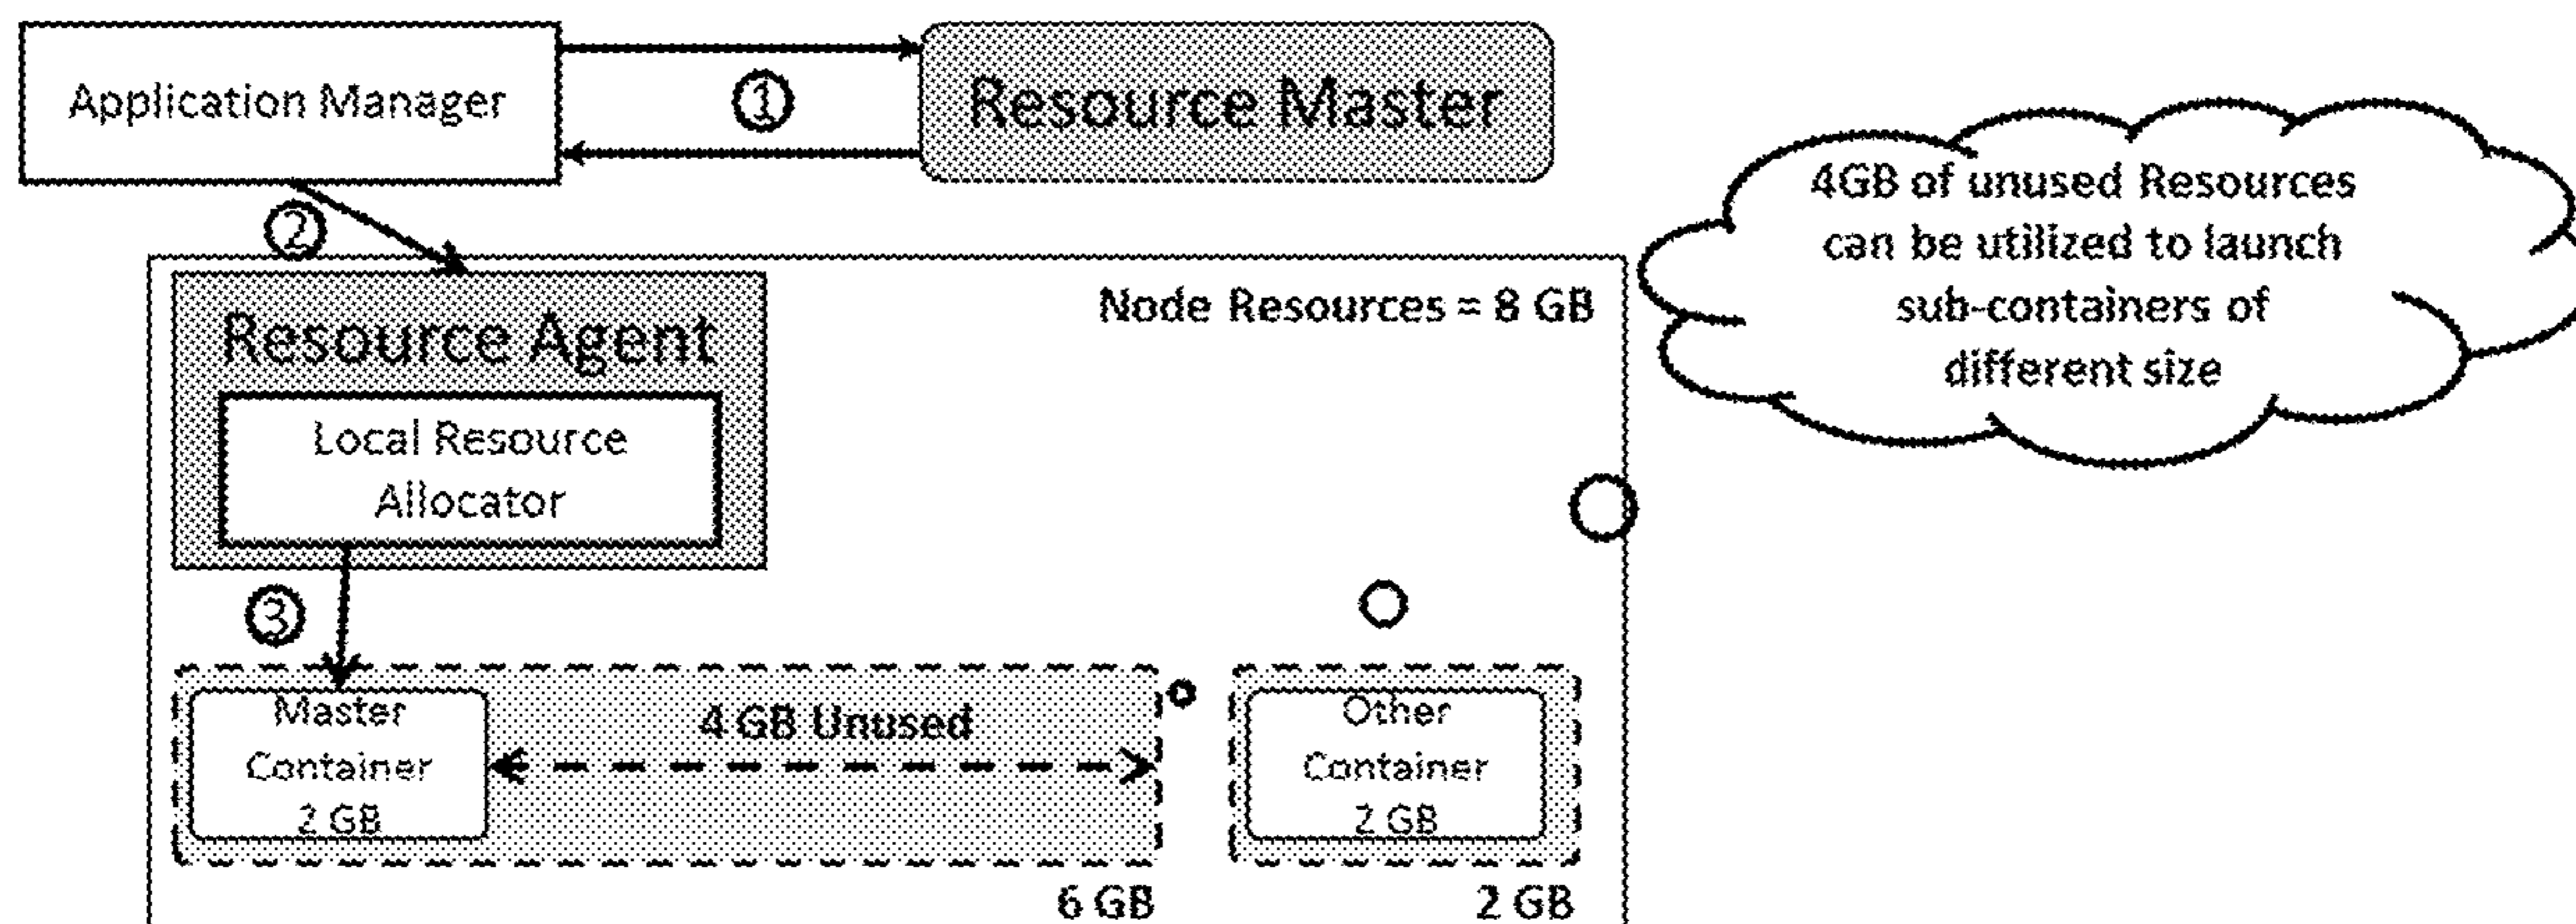 Application Manager
①
Resource Master
②
4GB of unused Resources
can be utilized to launch
sub-containers of
different size
Node Resources = 8 GB
Resource Agent
Local Resource
Allocator
③
Master
Container
2 GB
4 GB Unused
Other
Container
2 GB
6 GB
2 GB